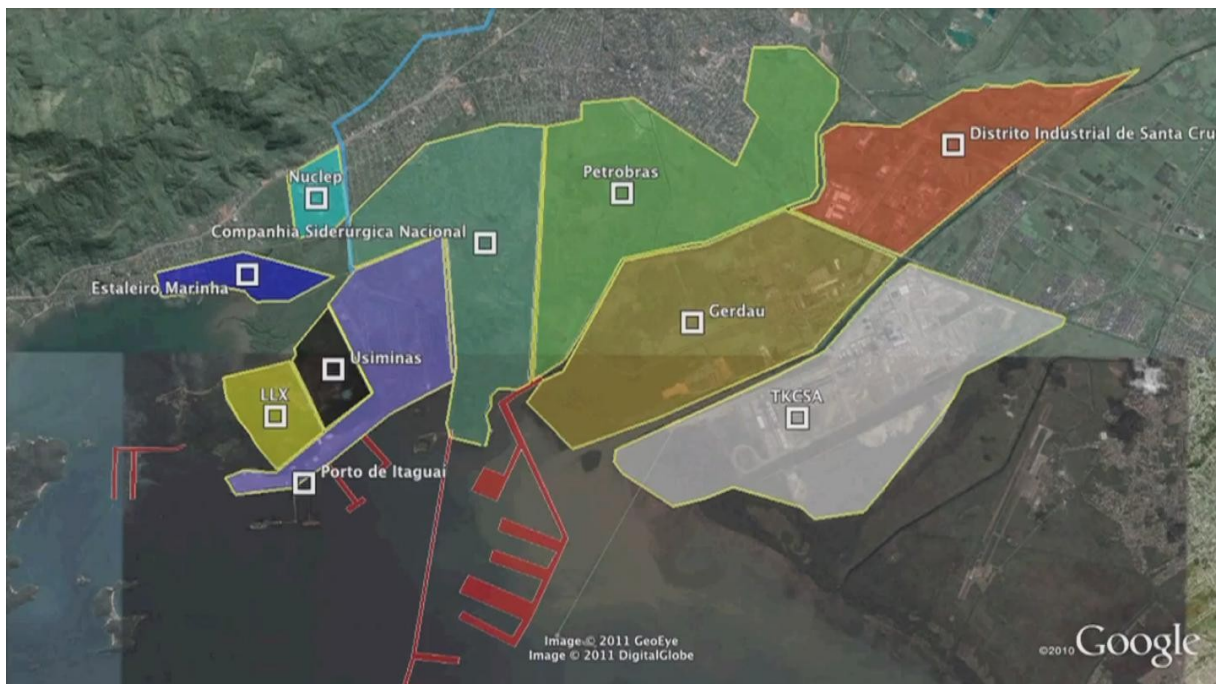 Distrito Industrial de Santa Cru
Nuclep
Petrobras
Companhia Siderurgica Nacional
Estaleiro Marinha
Gerdau
Usiminas
LLX
TKCSA
Porto de Itaguai
Image © 2011 GeoEye
Image © 2011 DigitalGlobe
©2010 Google